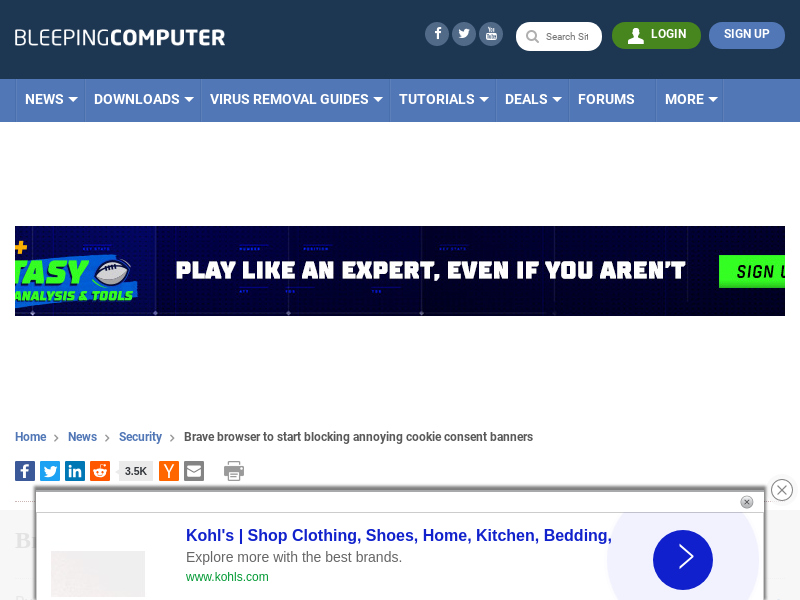 BLEEPINGCOMPUTER
Search Sit
LOGIN
SIGN UP
NEWS
DOWNLOADS
VIRUS REMOVAL GUIDES
TUTORIALS
DEALS
FORUMS
MORE
TASY
ANALYSIS & TOOLS
PLAY LIKE AN EXPERT, EVEN IF YOU AREN'T
SIGN U
Home
News
Security
Brave browser to start blocking annoying cookie consent banners
3.5K
Kohl's | Shop Clothing, Shoes, Home, Kitchen, Bedding,
Explore more with the best brands.
www.kohls.com